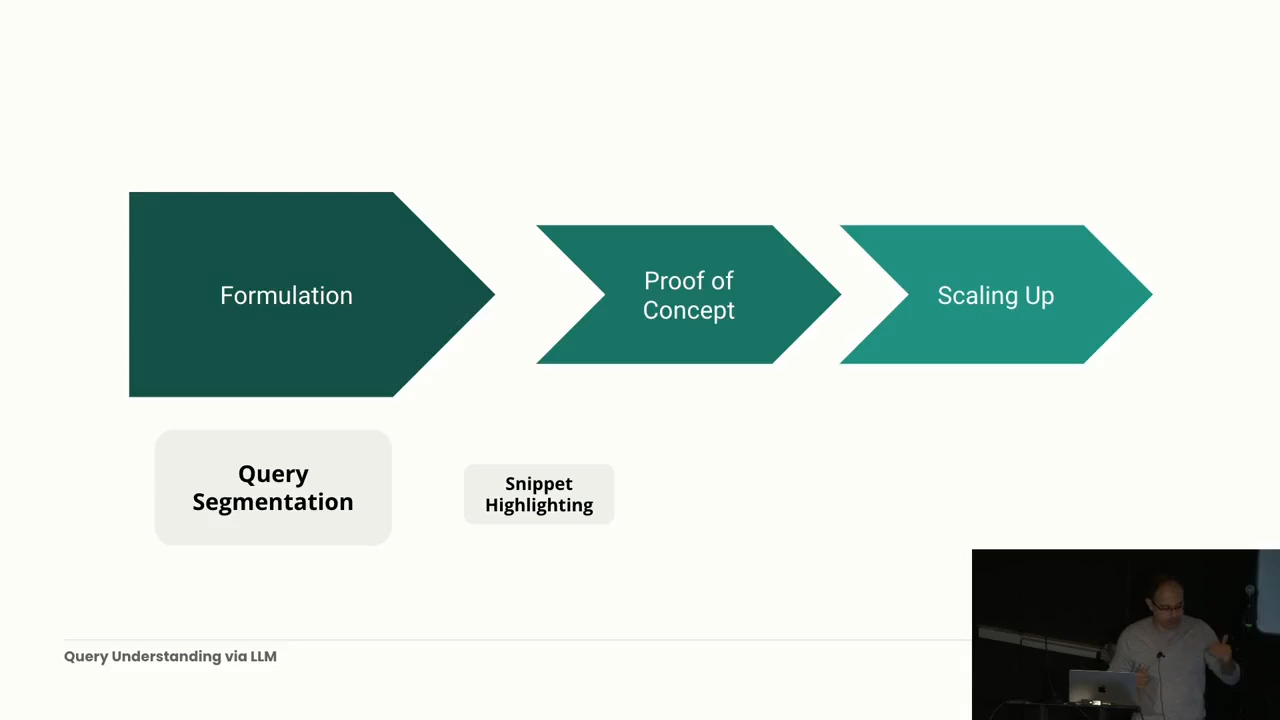 Formulation
Proof of
Concept
Scaling Up
Query
Segmentation
Snippet
Highlighting
Query Understanding via LLM